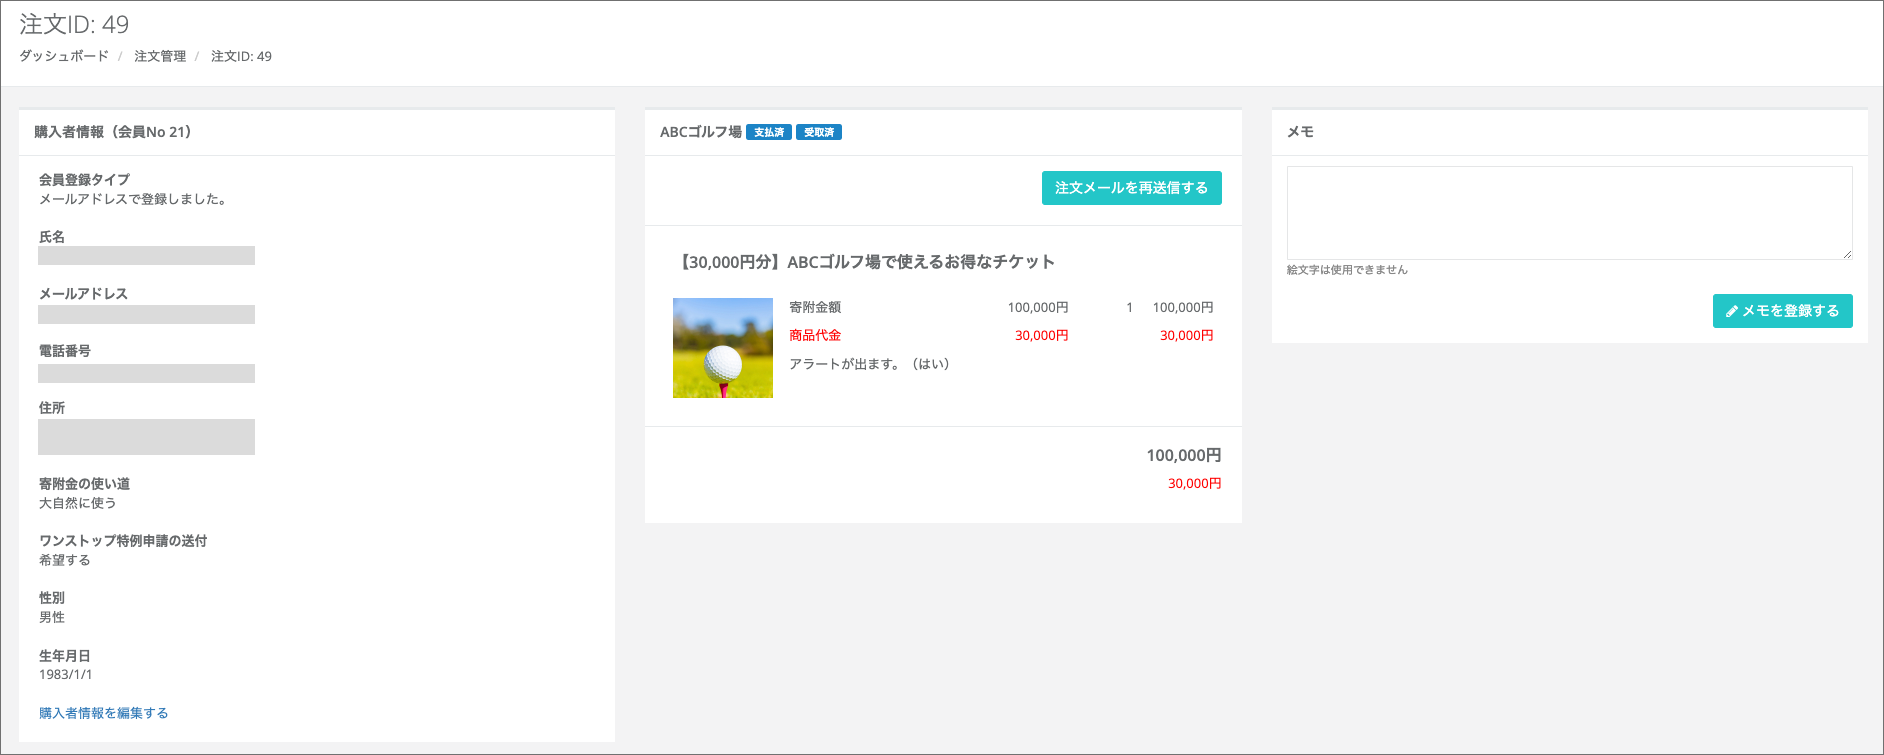 注文ID: 49
ダッシュボード / 注文管理 / 注文ID: 49
購入者情報（会員No 21）
会員登録タイプ
メールアドレスで登録しました。
氏名
メールアドレス
電話番号
住所
寄附金の使い道
大自然に使う
ワンストップ特例申請の送付
希望する
性別
男性
生年月日
1983/1/1
購入者情報を編集する
ABCゴルフ場 支払済 受取済
注文メールを再送信する
【30,000円分】ABCゴルフ場で使えるお得なチケット
寄附金額 100,000円 1 100,000円
商品代金 30,000円 30,000円
アラートが出ます。（はい）
100,000円
30,000円
メモ
絵文字は使用できません
メモを登録する